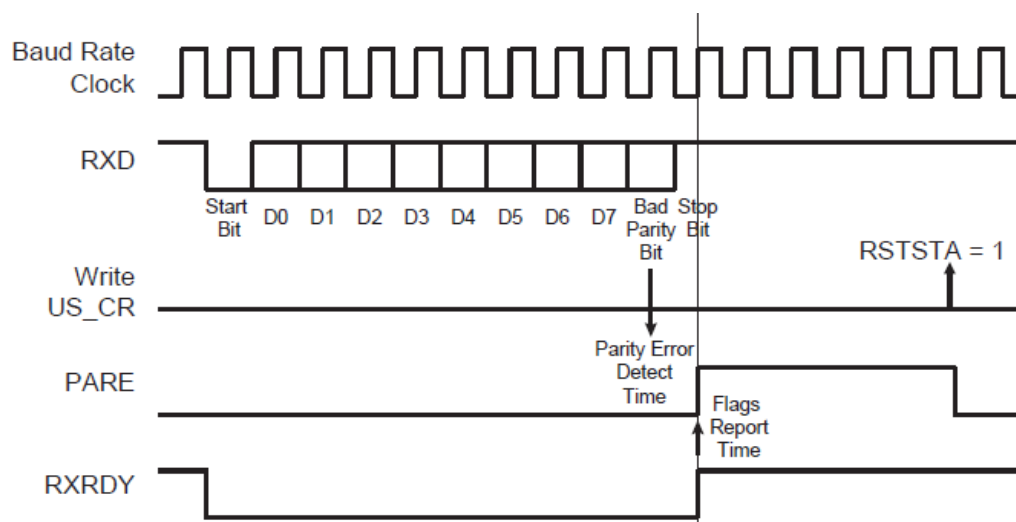 Baud Rate
Clock
RXD
Start
Bit
D0 D1 D2 D3 D4 D5 D6 D7
Bad
Parity
Bit
Stop
Bit
RSTSTA = 1
Write
US_CR
Parity Error
Detect
Time
PARE
Flags
Report
Time
RXRDY